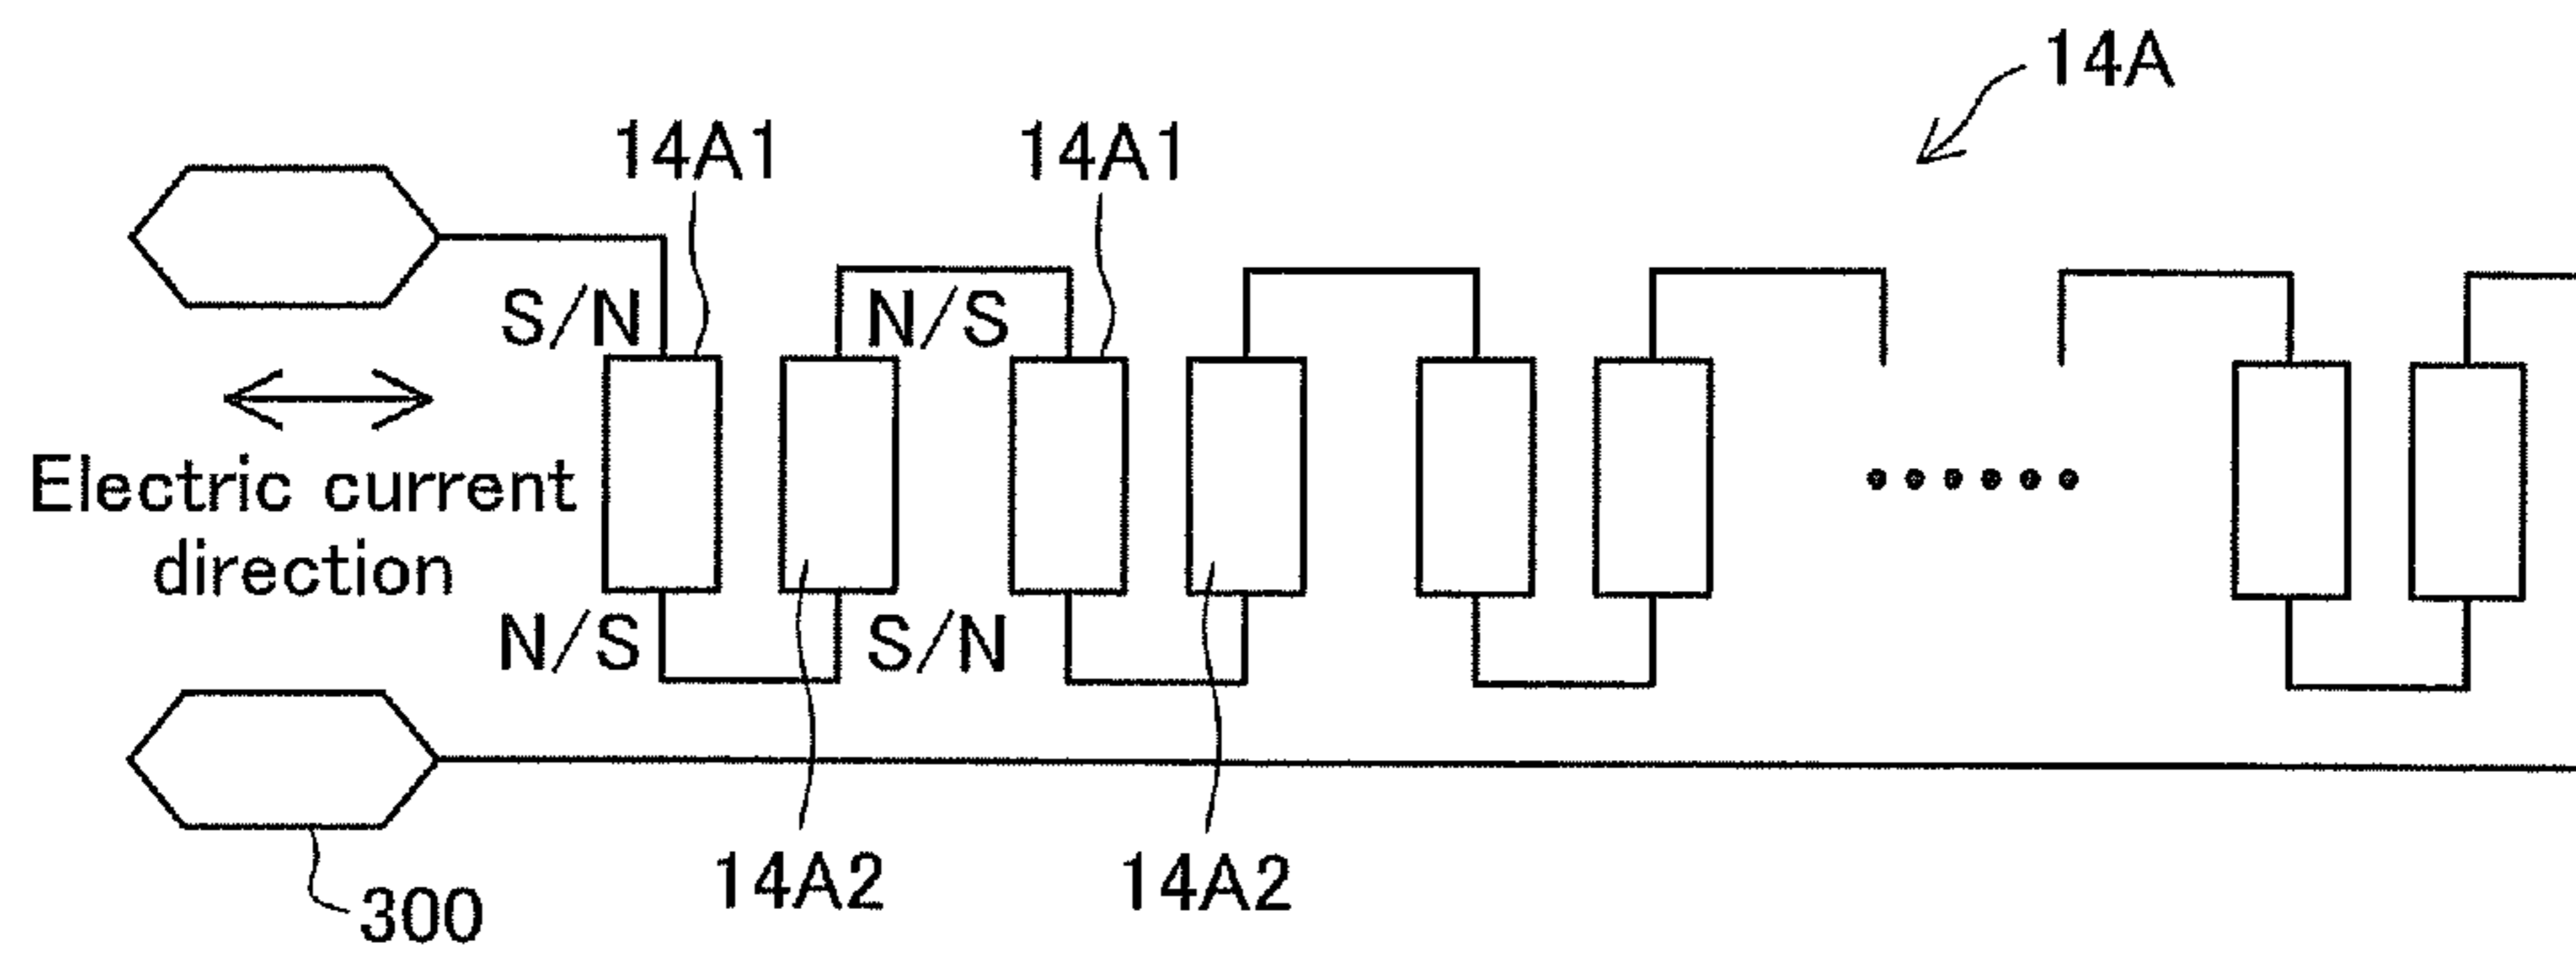 14A
14A1
14A1
S/N
N/S
Electric current
direction
N/S
S/N
14A2
14A2
300